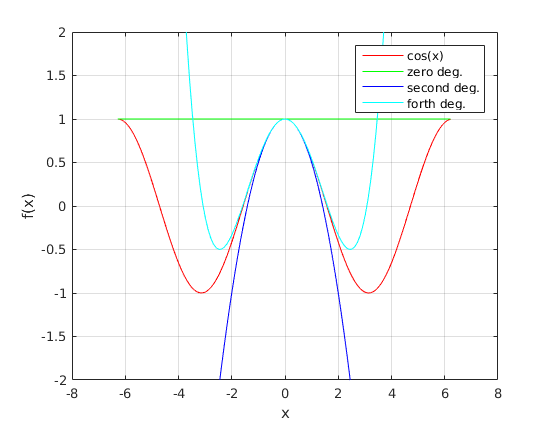 2
1.5
1
0.5
0
-0.5
-1
-1.5
-2
f(x)
cos(x)
zero deg.
second deg.
forth deg.
-8 -6 -4 -2 0 2 4 6 8
x